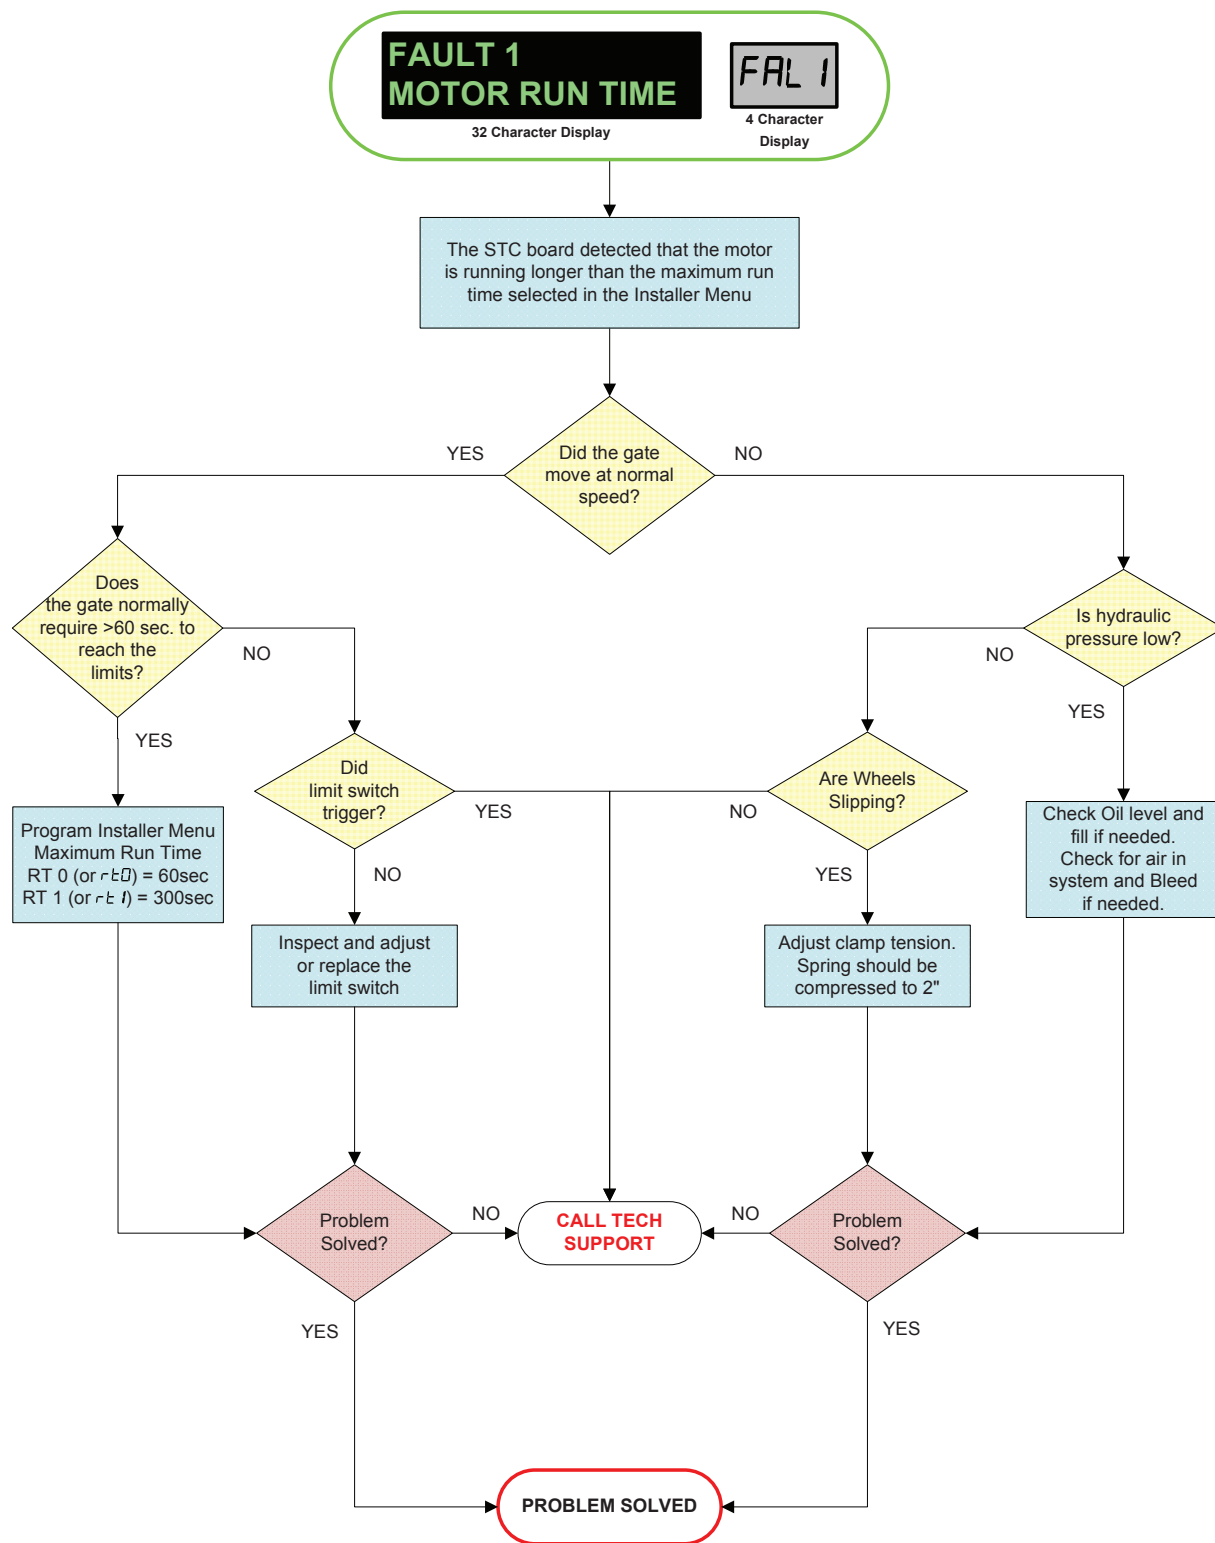 FAULT 1
MOTOR RUN TIME
32 Character Display
FAL 1
4 Character
Display
The STC board detected that the motor
is running longer than the maximum run
time selected in the Installer Menu
Did the gate
move at normal
speed?
YES
NO
Does
the gate normally
require >60 sec. to
reach the
limits?
NO
YES
Is hydraulic
pressure low?
NO
YES
Did
limit switch
trigger?
YES
NO
Are Wheels
Slipping?
NO
YES
Program Installer Menu
Maximum Run Time
RT 0 (or rt0) = 60sec
RT 1 (or rt 1) = 300sec
Check Oil level and
fill if needed.
Check for air in
system and Bleed
if needed.
Inspect and adjust
or replace the
limit switch
Adjust clamp tension.
Spring should be
compressed to 2"
Problem
Solved?
NO
YES
CALL TECH
SUPPORT
Problem
Solved?
NO
YES
PROBLEM SOLVED